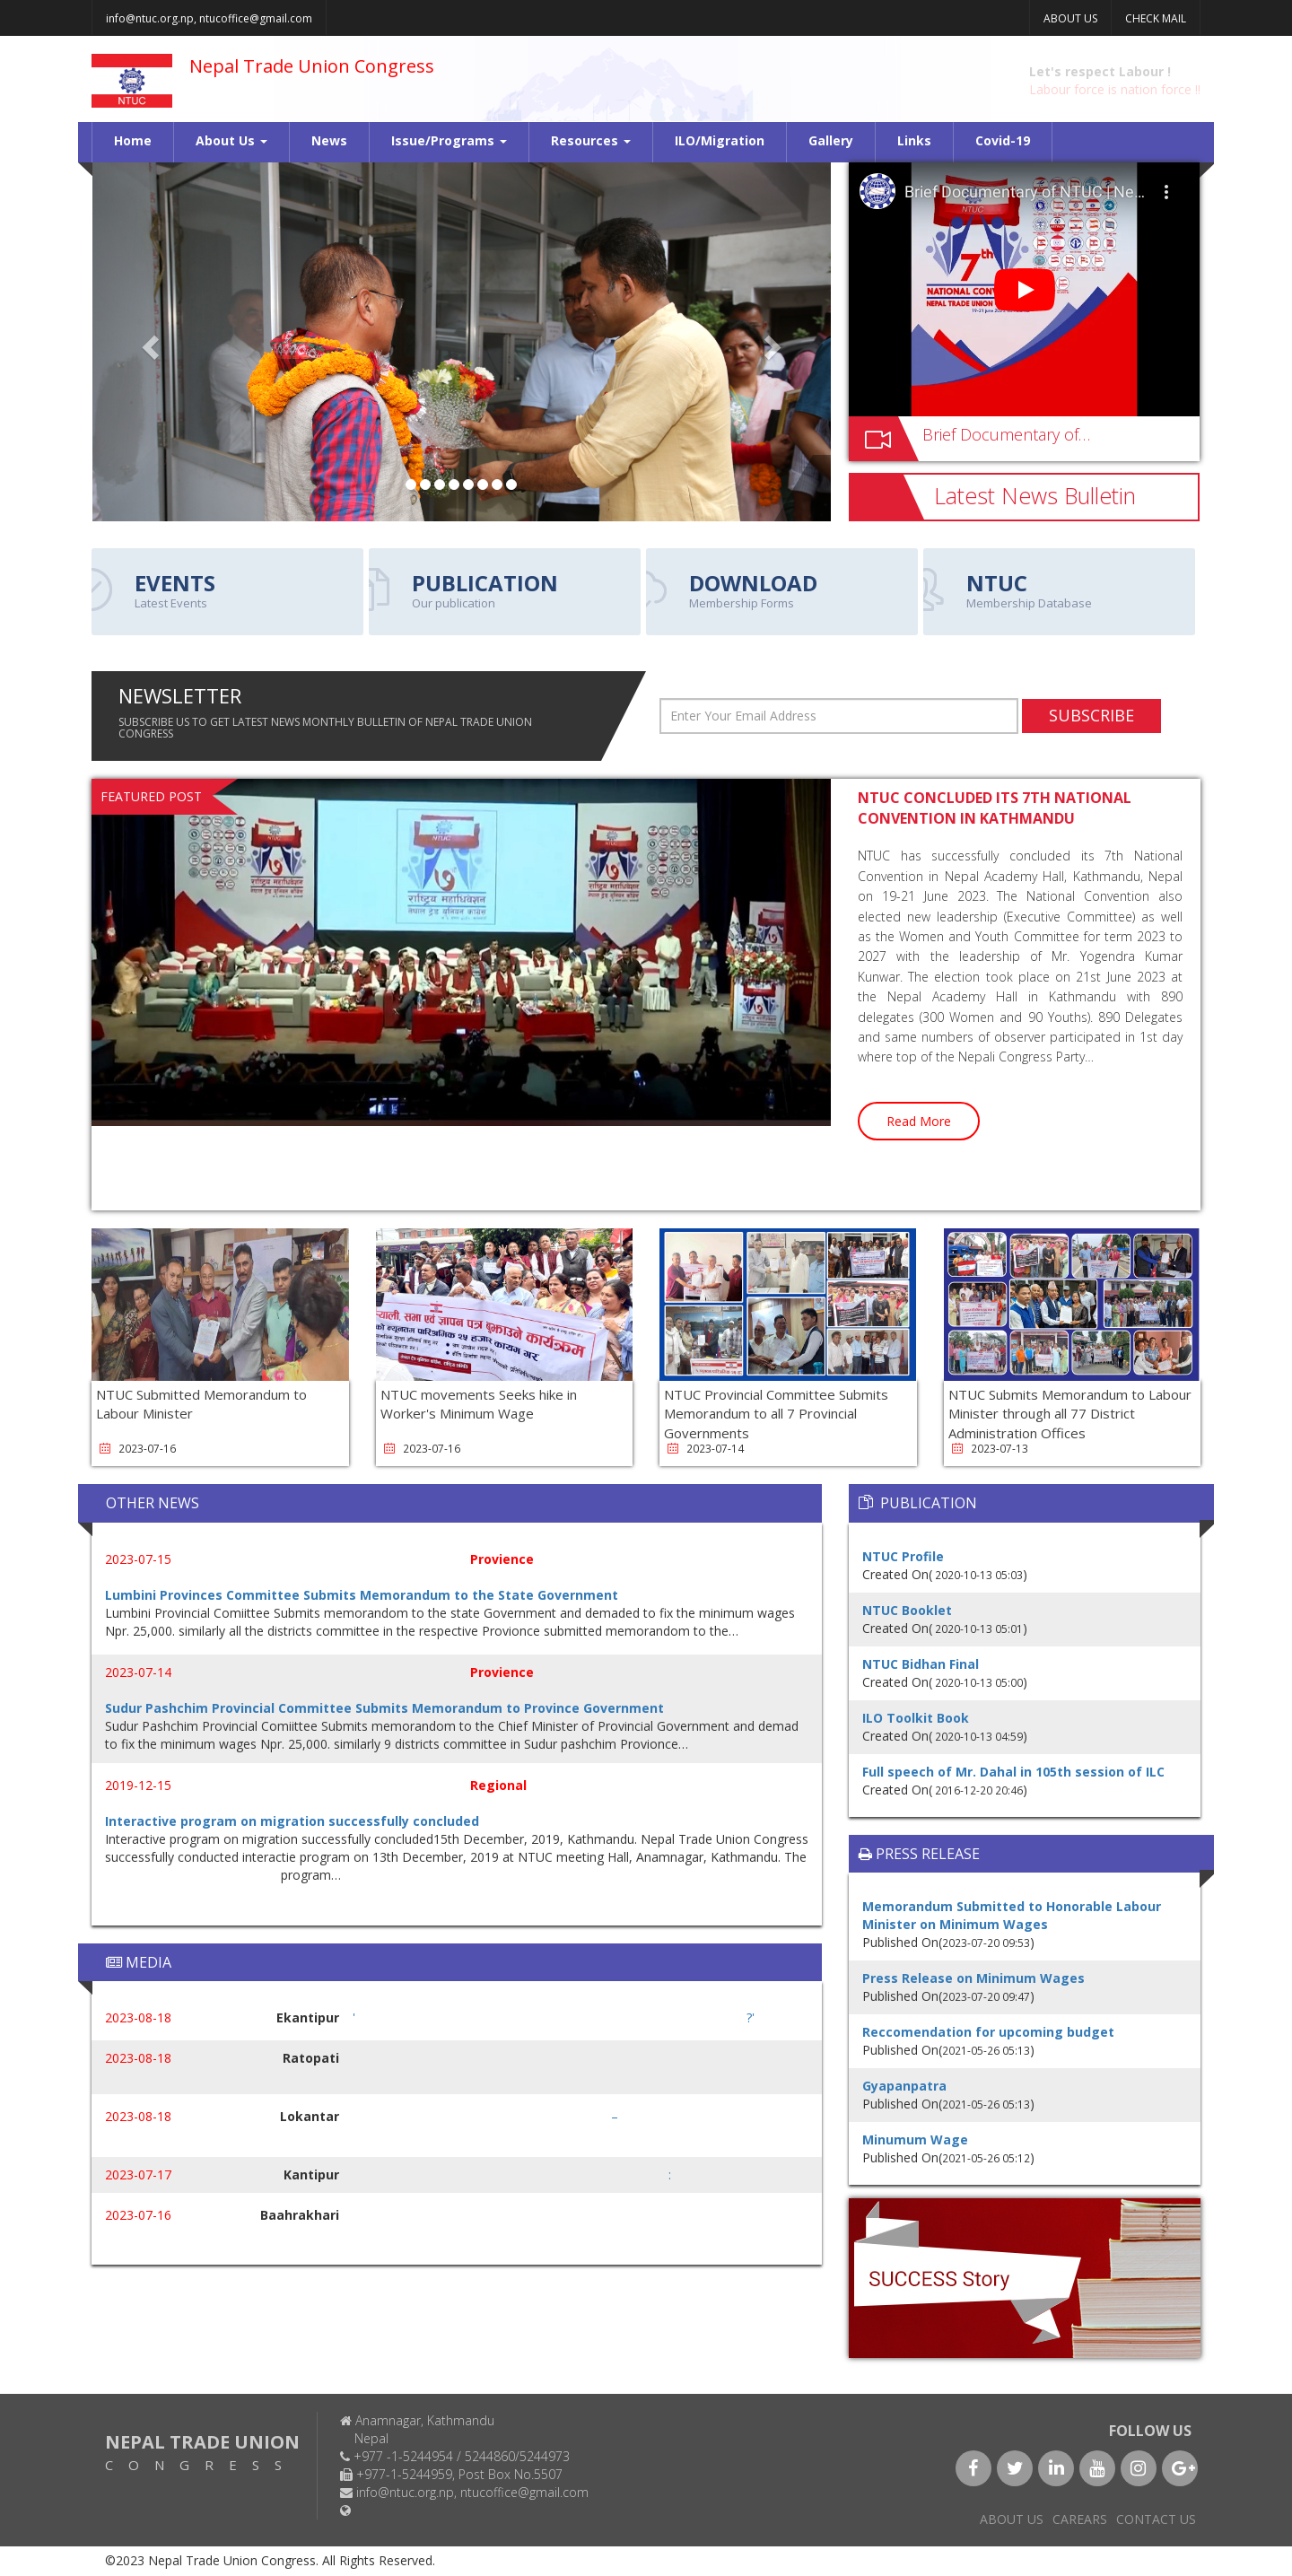 info@ntuc.org.np, ntucoffice@gmail.com
ABOUT US
CHECK MAIL
NTUC
Nepal Trade Union Congress
Let's respect Labour !
Labour force is nation force !!
Home
About Us
News
Issue/Programs
Resources
ILO/Migration
Gallery
Links
Covid-19
Brief Documentary of NTUC | Ne...
NTUC
7th
Brief Documentary of...
Latest News Bulletin
EVENTS
Latest Events
PUBLICATION
Our publication
DOWNLOAD
Membership Forms
NTUC
Membership Database
NEWSLETTER
SUBSCRIBE US TO GET LATEST NEWS MONTHLY BULLETIN OF NEPAL TRADE UNION
CONGRESS
Enter Your Email Address
SUBSCRIBE
FEATURED POST
NTUC CONCLUDED ITS 7TH NATIONAL
CONVENTION IN KATHMANDU
NTUC has successfully concluded its 7th National
Convention in Nepal Academy Hall, Kathmandu, Nepal
on 19-21 June 2023. The National Convention also
elected new leadership (Executive Committee) as well
as the Women and Youth Committee for term 2023 to
2027 with the leadership of Mr. Yogendra Kumar
Kunwar. The election took place on 21st June 2023 at
the Nepal Academy Hall in Kathmandu with 890
delegates (300 Women and 90 Youths). 890 Delegates
and same numbers of observer participated in 1st day
where top of the Nepali Congress Party...
Read More
NTUC Submitted Memorandum to
Labour Minister
2023-07-16
NTUC movements Seeks hike in
Worker's Minimum Wage
2023-07-16
NTUC Provincial Committee Submits
Memorandum to all 7 Provincial
Governments
2023-07-14
NTUC Submits Memorandum to Labour
Minister through all 77 District
Administration Offices
2023-07-13
OTHER NEWS
2023-07-15 Provience
Lumbini Provinces Committee Submits Memorandum to the State Government
Lumbini Provincial Comiittee Submits memorandom to the state Government and demaded to fix the minimum wages
Npr. 25,000. similarly all the districts committee in the respective Provionce submitted memorandom to the...
2023-07-14 Provience
Sudur Pashchim Provincial Committee Submits Memorandum to Province Government
Sudur Pashchim Provincial Comiittee Submits memorandom to the Chief Minister of Provincial Government and demad
to fix the minimum wages Npr. 25,000. similarly 9 districts committee in Sudur pashchim Provionce...
2019-12-15 Regional
Interactive program on migration successfully concluded
Interactive program on migration successfully concluded15th December, 2019, Kathmandu. Nepal Trade Union Congress
successfully conducted interactie program on 13th December, 2019 at NTUC meeting Hall, Anamnagar, Kathmandu. The
program...
MEDIA
2023-08-18 Ekantipur ' ?'
2023-08-18 Ratopati
2023-08-18 Lokantar –
2023-07-17 Kantipur :
2023-07-16 Baahrakhari
PUBLICATION
NTUC Profile
Created On( 2020-10-13 05:03)
NTUC Booklet
Created On( 2020-10-13 05:01)
NTUC Bidhan Final
Created On( 2020-10-13 05:00)
ILO Toolkit Book
Created On( 2020-10-13 04:59)
Full speech of Mr. Dahal in 105th session of ILC
Created On( 2016-12-20 20:46)
PRESS RELEASE
Memorandum Submitted to Honorable Labour
Minister on Minimum Wages
Published On(2023-07-20 09:53)
Press Release on Minimum Wages
Published On(2023-07-20 09:47)
Reccomendation for upcoming budget
Published On(2021-05-26 05:13)
Gyapanpatra
Published On(2021-05-26 05:13)
Minumum Wage
Published On(2021-05-26 05:12)
SUCCESS Story
NEPAL TRADE UNION
CONGRESS
Anamnagar, Kathmandu
Nepal
+977 -1-5244954 / 5244860/5244973
+977-1-5244959, Post Box No.5507
info@ntuc.org.np, ntucoffice@gmail.com
FOLLOW US
ABOUT US CAREARS CONTACT US
©2023 Nepal Trade Union Congress. All Rights Reserved.